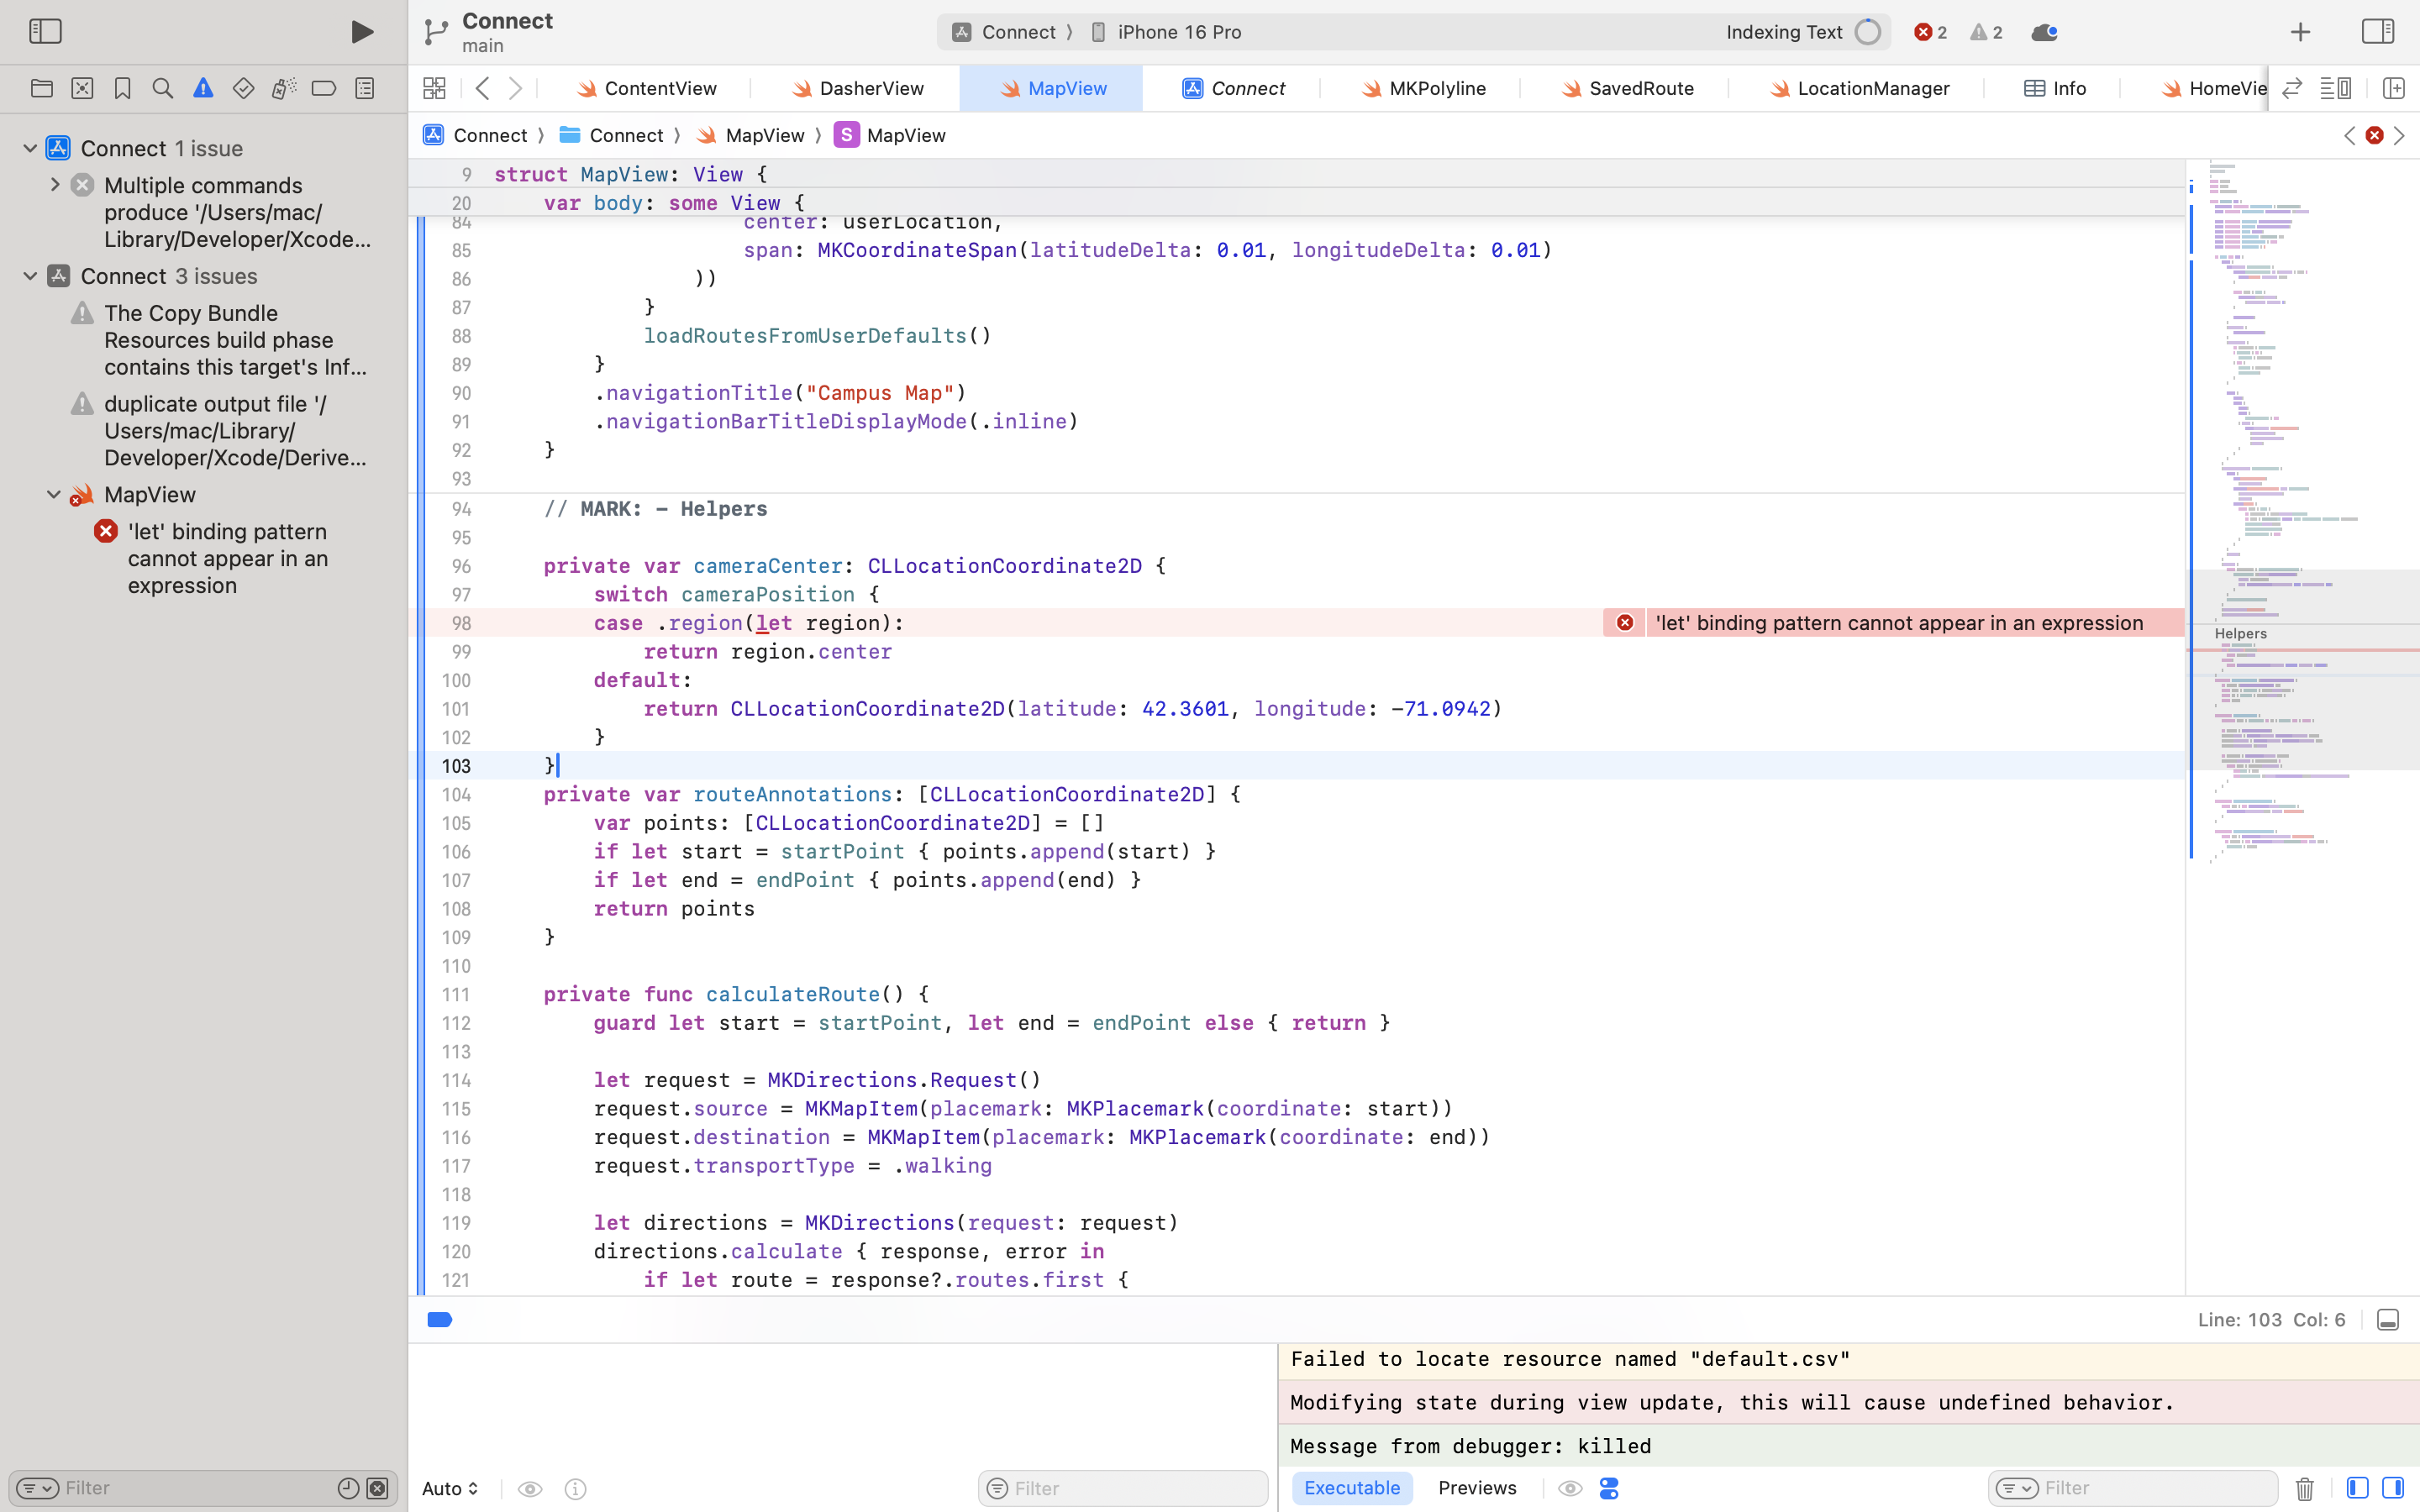 Connect
main
Connect
iPhone 16 Pro
Indexing Text
2
2
ContentView
DasherView
MapView
Connect
MKPolyline
SavedRoute
LocationManager
Info
HomeVie
Connect 1 issue
Multiple commands
produce '/Users/mac/
Library/Developer/Xcode...
Connect 3 issues
The Copy Bundle
Resources build phase
contains this target's Inf...
duplicate output file '/
Users/mac/Library/
Developer/Xcode/Derive...
MapView
'let' binding pattern
cannot appear in an
expression
Filter
Connect 〉 Connect 〉 MapView 〉 S MapView
9 struct MapView: View {
20 var body: some View {
84 center: userLocation,
85 span: MKCoordinateSpan(latitudeDelta: 0.01, longitudeDelta: 0.01)
86 ))
87 }
88 loadRoutesFromUserDefaults()
89 }
90 .navigationTitle("Campus Map")
91 .navigationBarTitleDisplayMode(.inline)
92 }
93
94 // MARK: - Helpers
95
96 private var cameraCenter: CLLocationCoordinate2D {
97 switch cameraPosition {
98 case .region(let region): 'let' binding pattern cannot appear in an expression
99 return region.center
100 default:
101 return CLLocationCoordinate2D(latitude: 42.3601, longitude: -71.0942)
102 }
103 }
104 private var routeAnnotations: [CLLocationCoordinate2D] {
105 var points: [CLLocationCoordinate2D] = []
106 if let start = startPoint { points.append(start) }
107 if let end = endPoint { points.append(end) }
108 return points
109 }
110
111 private func calculateRoute() {
112 guard let start = startPoint, let end = endPoint else { return }
113
114 let request = MKDirections.Request()
115 request.source = MKMapItem(placemark: MKPlacemark(coordinate: start))
116 request.destination = MKMapItem(placemark: MKPlacemark(coordinate: end))
117 request.transportType = .walking
118
119 let directions = MKDirections(request: request)
120 directions.calculate { response, error in
121 if let route = response?.routes.first {
Helpers
Line: 103 Col: 6
Failed to locate resource named "default.csv"
Modifying state during view update, this will cause undefined behavior.
Message from debugger: killed
Auto
Filter
Executable
Previews
Filter